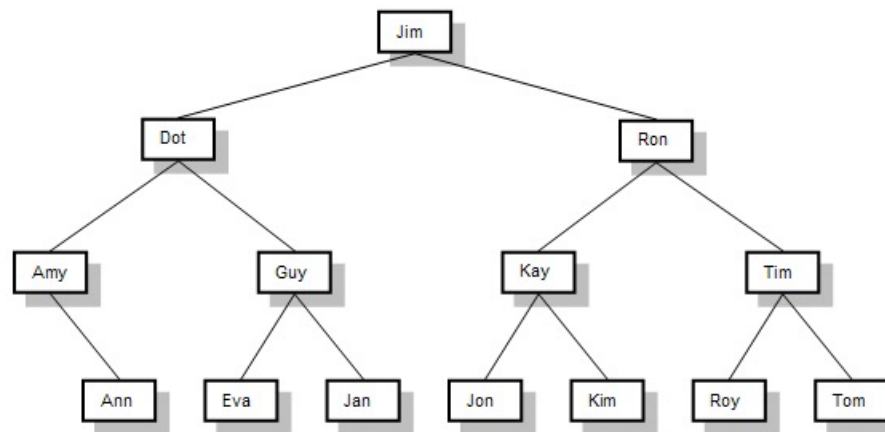 Jim
Dot Ron
Amy Guy Kay Tim
Ann Eva Jan Jon Kim Roy Tom